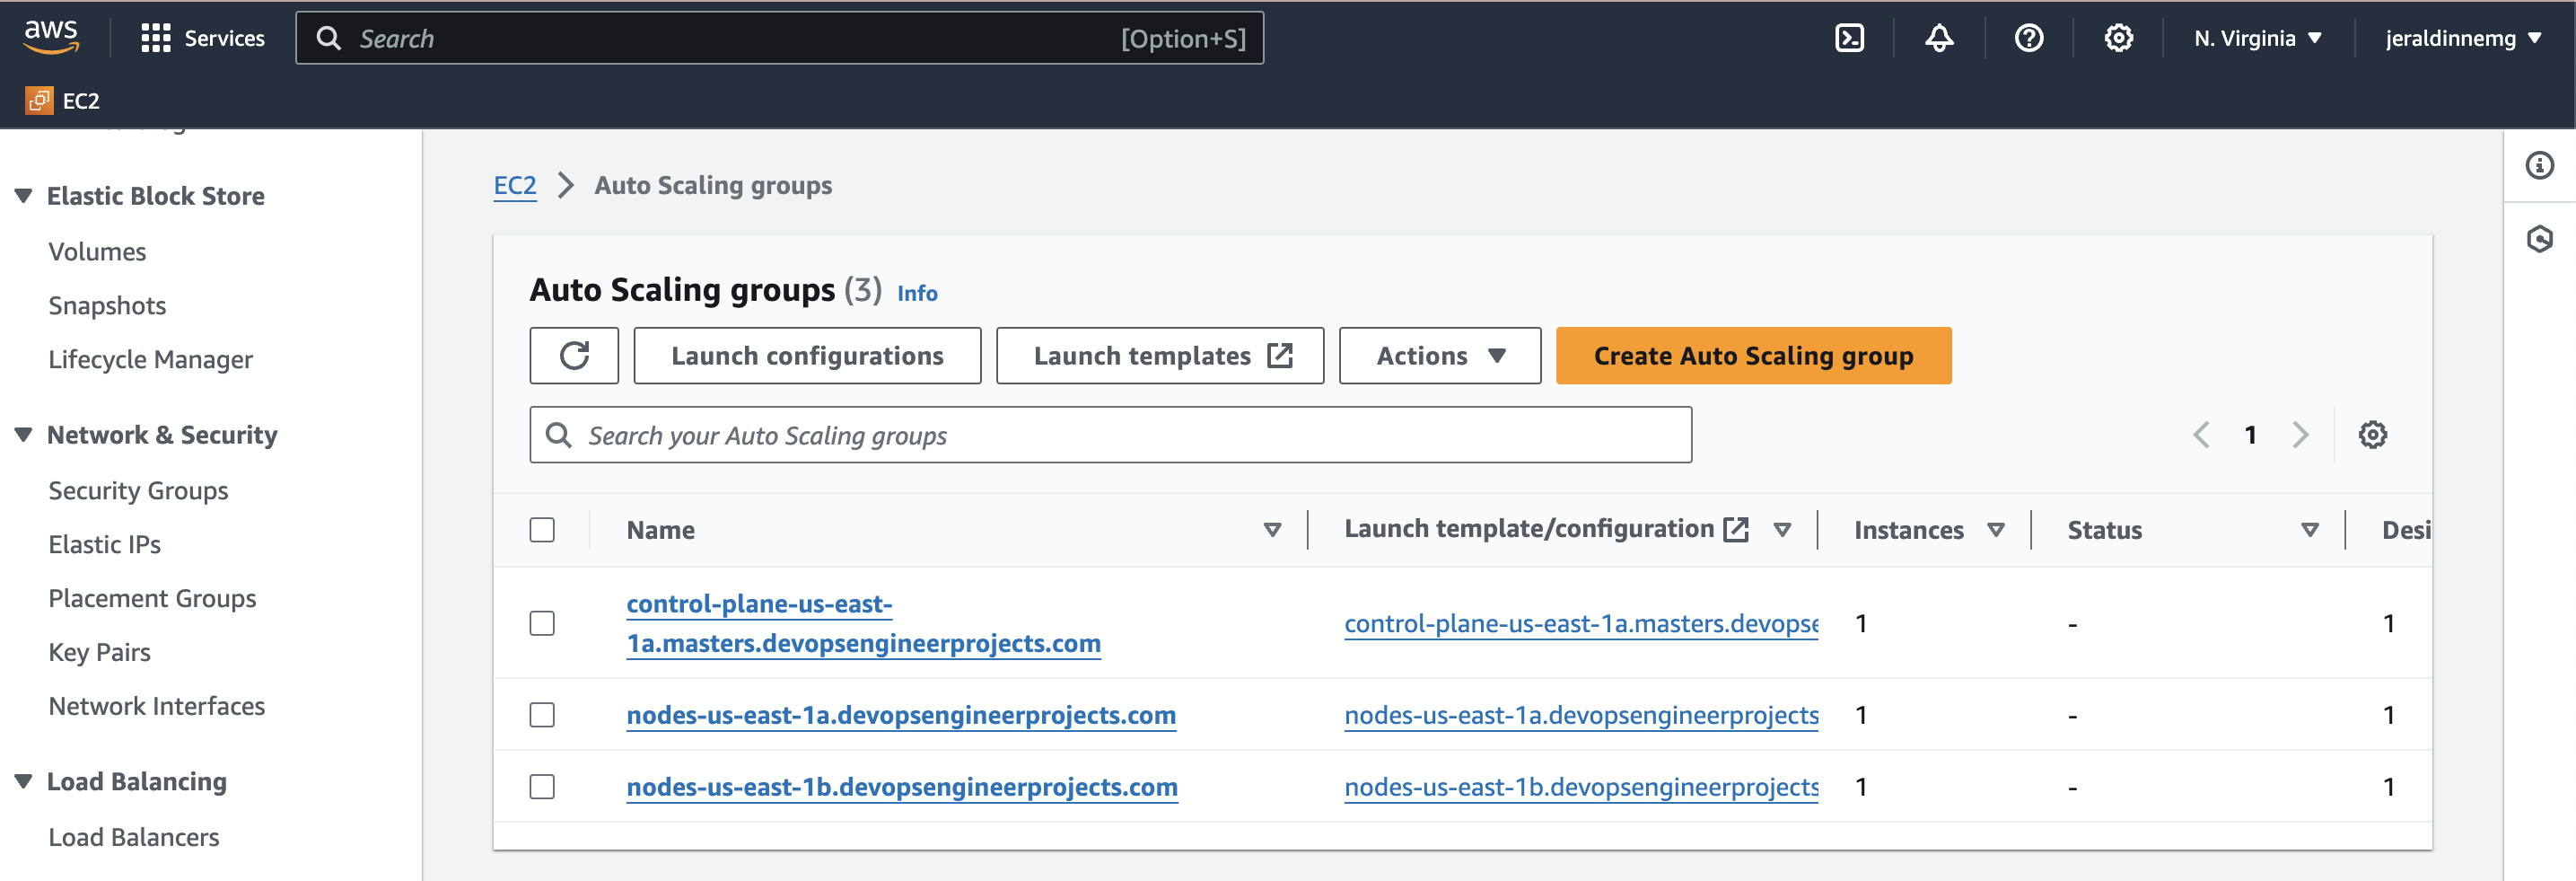 aws
Services
Search
[Option+S]
N. Virginia
jeraldinnemg
EC2
Elastic Block Store
Volumes
Snapshots
Lifecycle Manager
Network & Security
Security Groups
Elastic IPs
Placement Groups
Key Pairs
Network Interfaces
Load Balancing
Load Balancers
EC2 > Auto Scaling groups
Auto Scaling groups (3) Info
Launch configurations
Launch templates
Actions
Create Auto Scaling group
Search your Auto Scaling groups
1
Name
Launch template/configuration
Instances
Status
Desi
control-plane-us-east-
1a.masters.devopsengineerprojects.com
control-plane-us-east-1a.masters.devopse
1
-
1
nodes-us-east-1a.devopsengineerprojects.com
nodes-us-east-1a.devopsengineerprojects
1
-
1
nodes-us-east-1b.devopsengineerprojects.com
nodes-us-east-1b.devopsengineerprojects
1
-
1